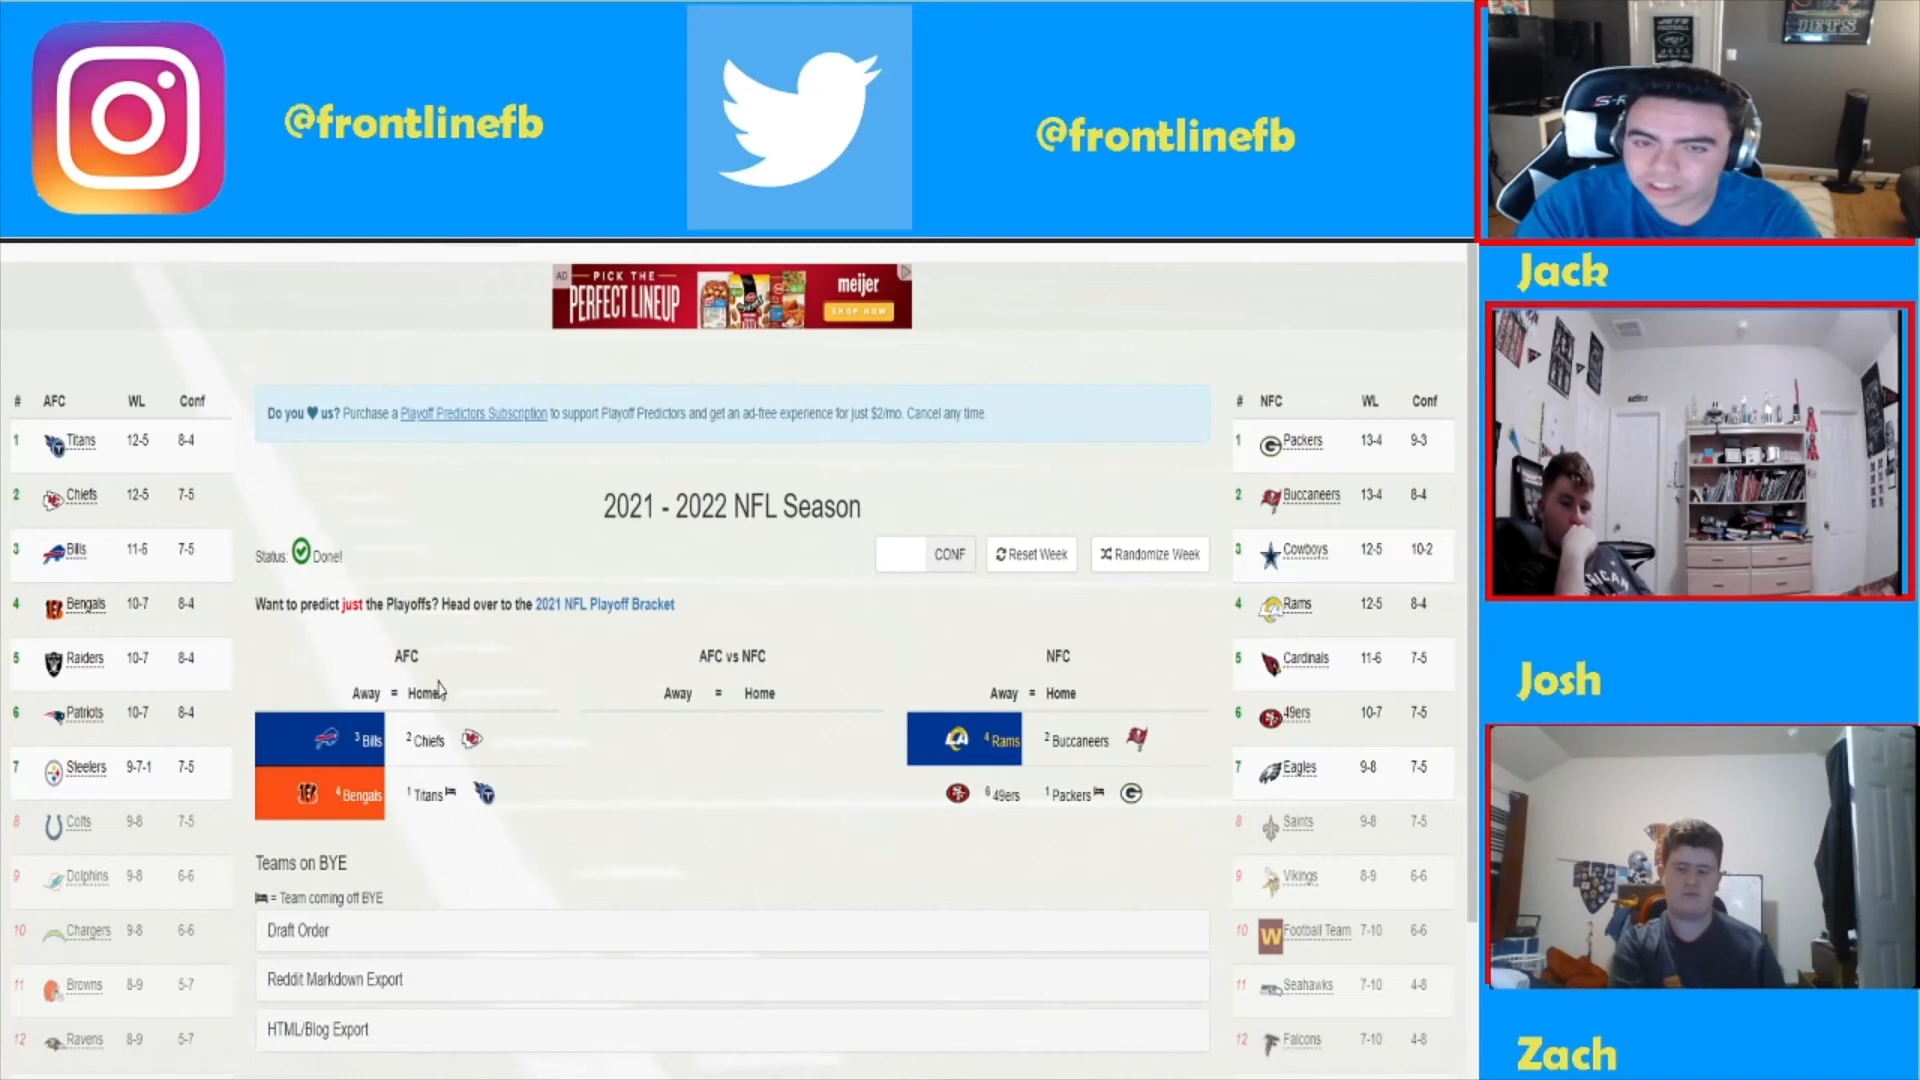 @frontlinefb
@frontlinefb
JETS
Jack
AD PICK THE
PERFECT LINEUP
meijer
SHOP NOW
# AFC WL Conf
1 Titans 12-5 8-4
2 Chiefs 12-5 7-5
3 Bills 11-6 7-5
4 Bengals 10-7 8-4
5 Raiders 10-7 8-4
6 Patriots 10-7 8-4
7 Steelers 9-7-1 7-5
8 Colts 9-8 7-5
9 Dolphins 9-8 6-6
10 Chargers 9-8 6-6
11 Browns 8-9 5-7
12 Ravens 8-9 5-7
Do you ♥ us? Purchase a Playoff Predictors Subscription to support Playoff Predictors and get an ad-free experience for just $2/mo. Cancel any time.
2021 - 2022 NFL Season
Status: Done!
CONF
Reset Week
Randomize Week
Want to predict just the Playoffs? Head over to the 2021 NFL Playoff Bracket
AFC
Away = Home
3 Bills 2 Chiefs
4 Bengals 1 Titans
AFC vs NFC
Away = Home
NFC
Away = Home
LA 4 Rams 2 Buccaneers
6 49ers 1 Packers
Teams on BYE
= Team coming off BYE
Draft Order
Reddit Markdown Export
HTML/Blog Export
# NFC WL Conf
1 Packers 13-4 9-3
2 Buccaneers 13-4 8-4
3 Cowboys 12-5 10-2
4 Rams 12-5 8-4
5 Cardinals 11-6 7-5
6 49ers 10-7 7-5
7 Eagles 9-8 7-5
8 Saints 9-8 7-5
9 Vikings 8-9 6-6
10 Football Team 7-10 6-6
11 Seahawks 7-10 4-8
12 Falcons 7-10 4-8
Josh
Zach